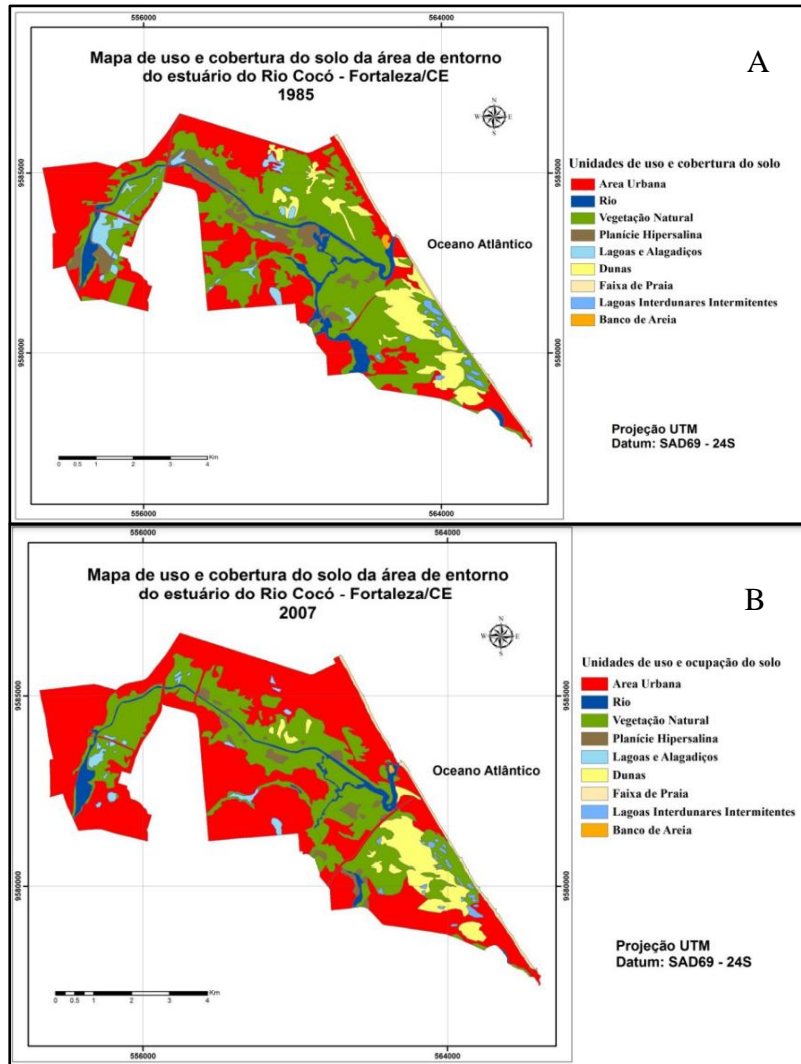 556000
564000
A
Mapa de uso e cobertura do solo da área de entorno
do estuário do Rio Cocó - Fortaleza/CE
1985
N
W
E
S
9585000
9585000
Unidades de uso e cobertura do solo
Area Urbana
Rio
Vegetação Natural
Planície Hipersalina
Lagoas e Alagadiços
Dunas
Faixa de Praia
Lagoas Interdunares Intermitentes
Banco de Areia
Oceano Atlântico
9580000
9580000
Projeção UTM
Datum: SAD69 - 24S
Km
0 0.5 1 2 3 4
556000
564000
556000
564000
B
Mapa de uso e cobertura do solo da área de entorno
do estuário do Rio Cocó - Fortaleza/CE
2007
N
W
E
S
9585000
9585000
Unidades de uso e ocupação do solo
Area Urbana
Rio
Vegetação Natural
Planície Hipersalina
Lagoas e Alagadiços
Dunas
Faixa de Praia
Lagoas Interdunares Intermitentes
Banco de Areia
Oceano Atlântico
9580000
9580000
Projeção UTM
Datum: SAD69 - 24S
Km
0 0.5 1 2 3 4
556000
564000